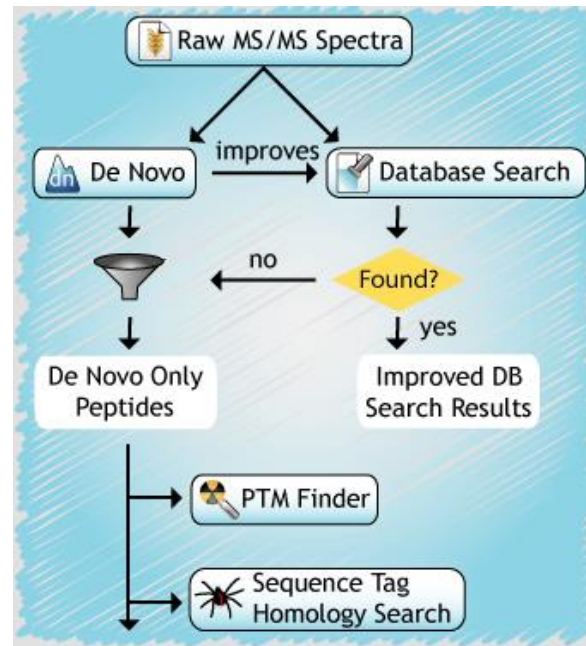 Raw MS/MS Spectra
improves
dn De Novo
Database Search
no
Found?
yes
De Novo Only
Peptides
Improved DB
Search Results
PTM Finder
Sequence Tag
Homology Search